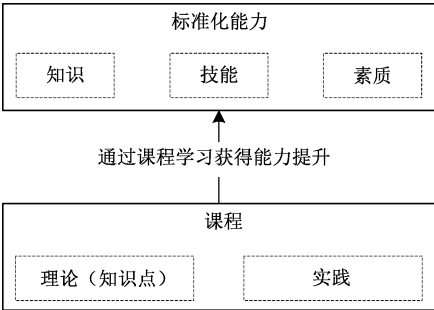 标准化能力
知识 技能 素质
通过课程学习获得能力提升
课程
理论（知识点） 实践